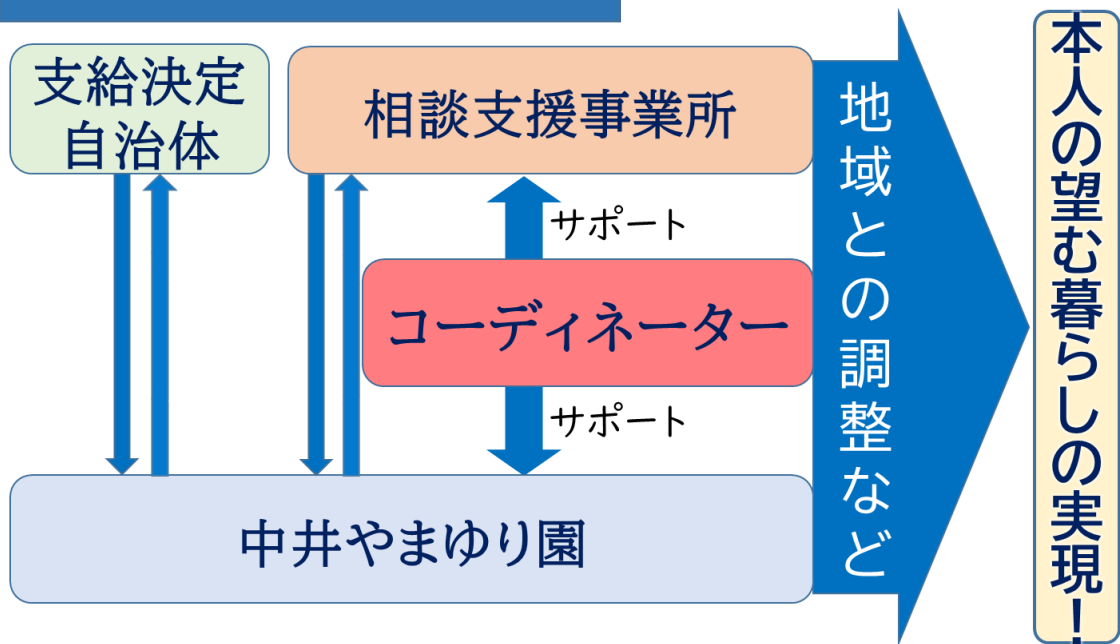 支給決定
自治体
相談支援事業所
サポート
コーディネーター
サポート
中井やまゆり園
地域との調整など
本人の望む暮らしの実現！